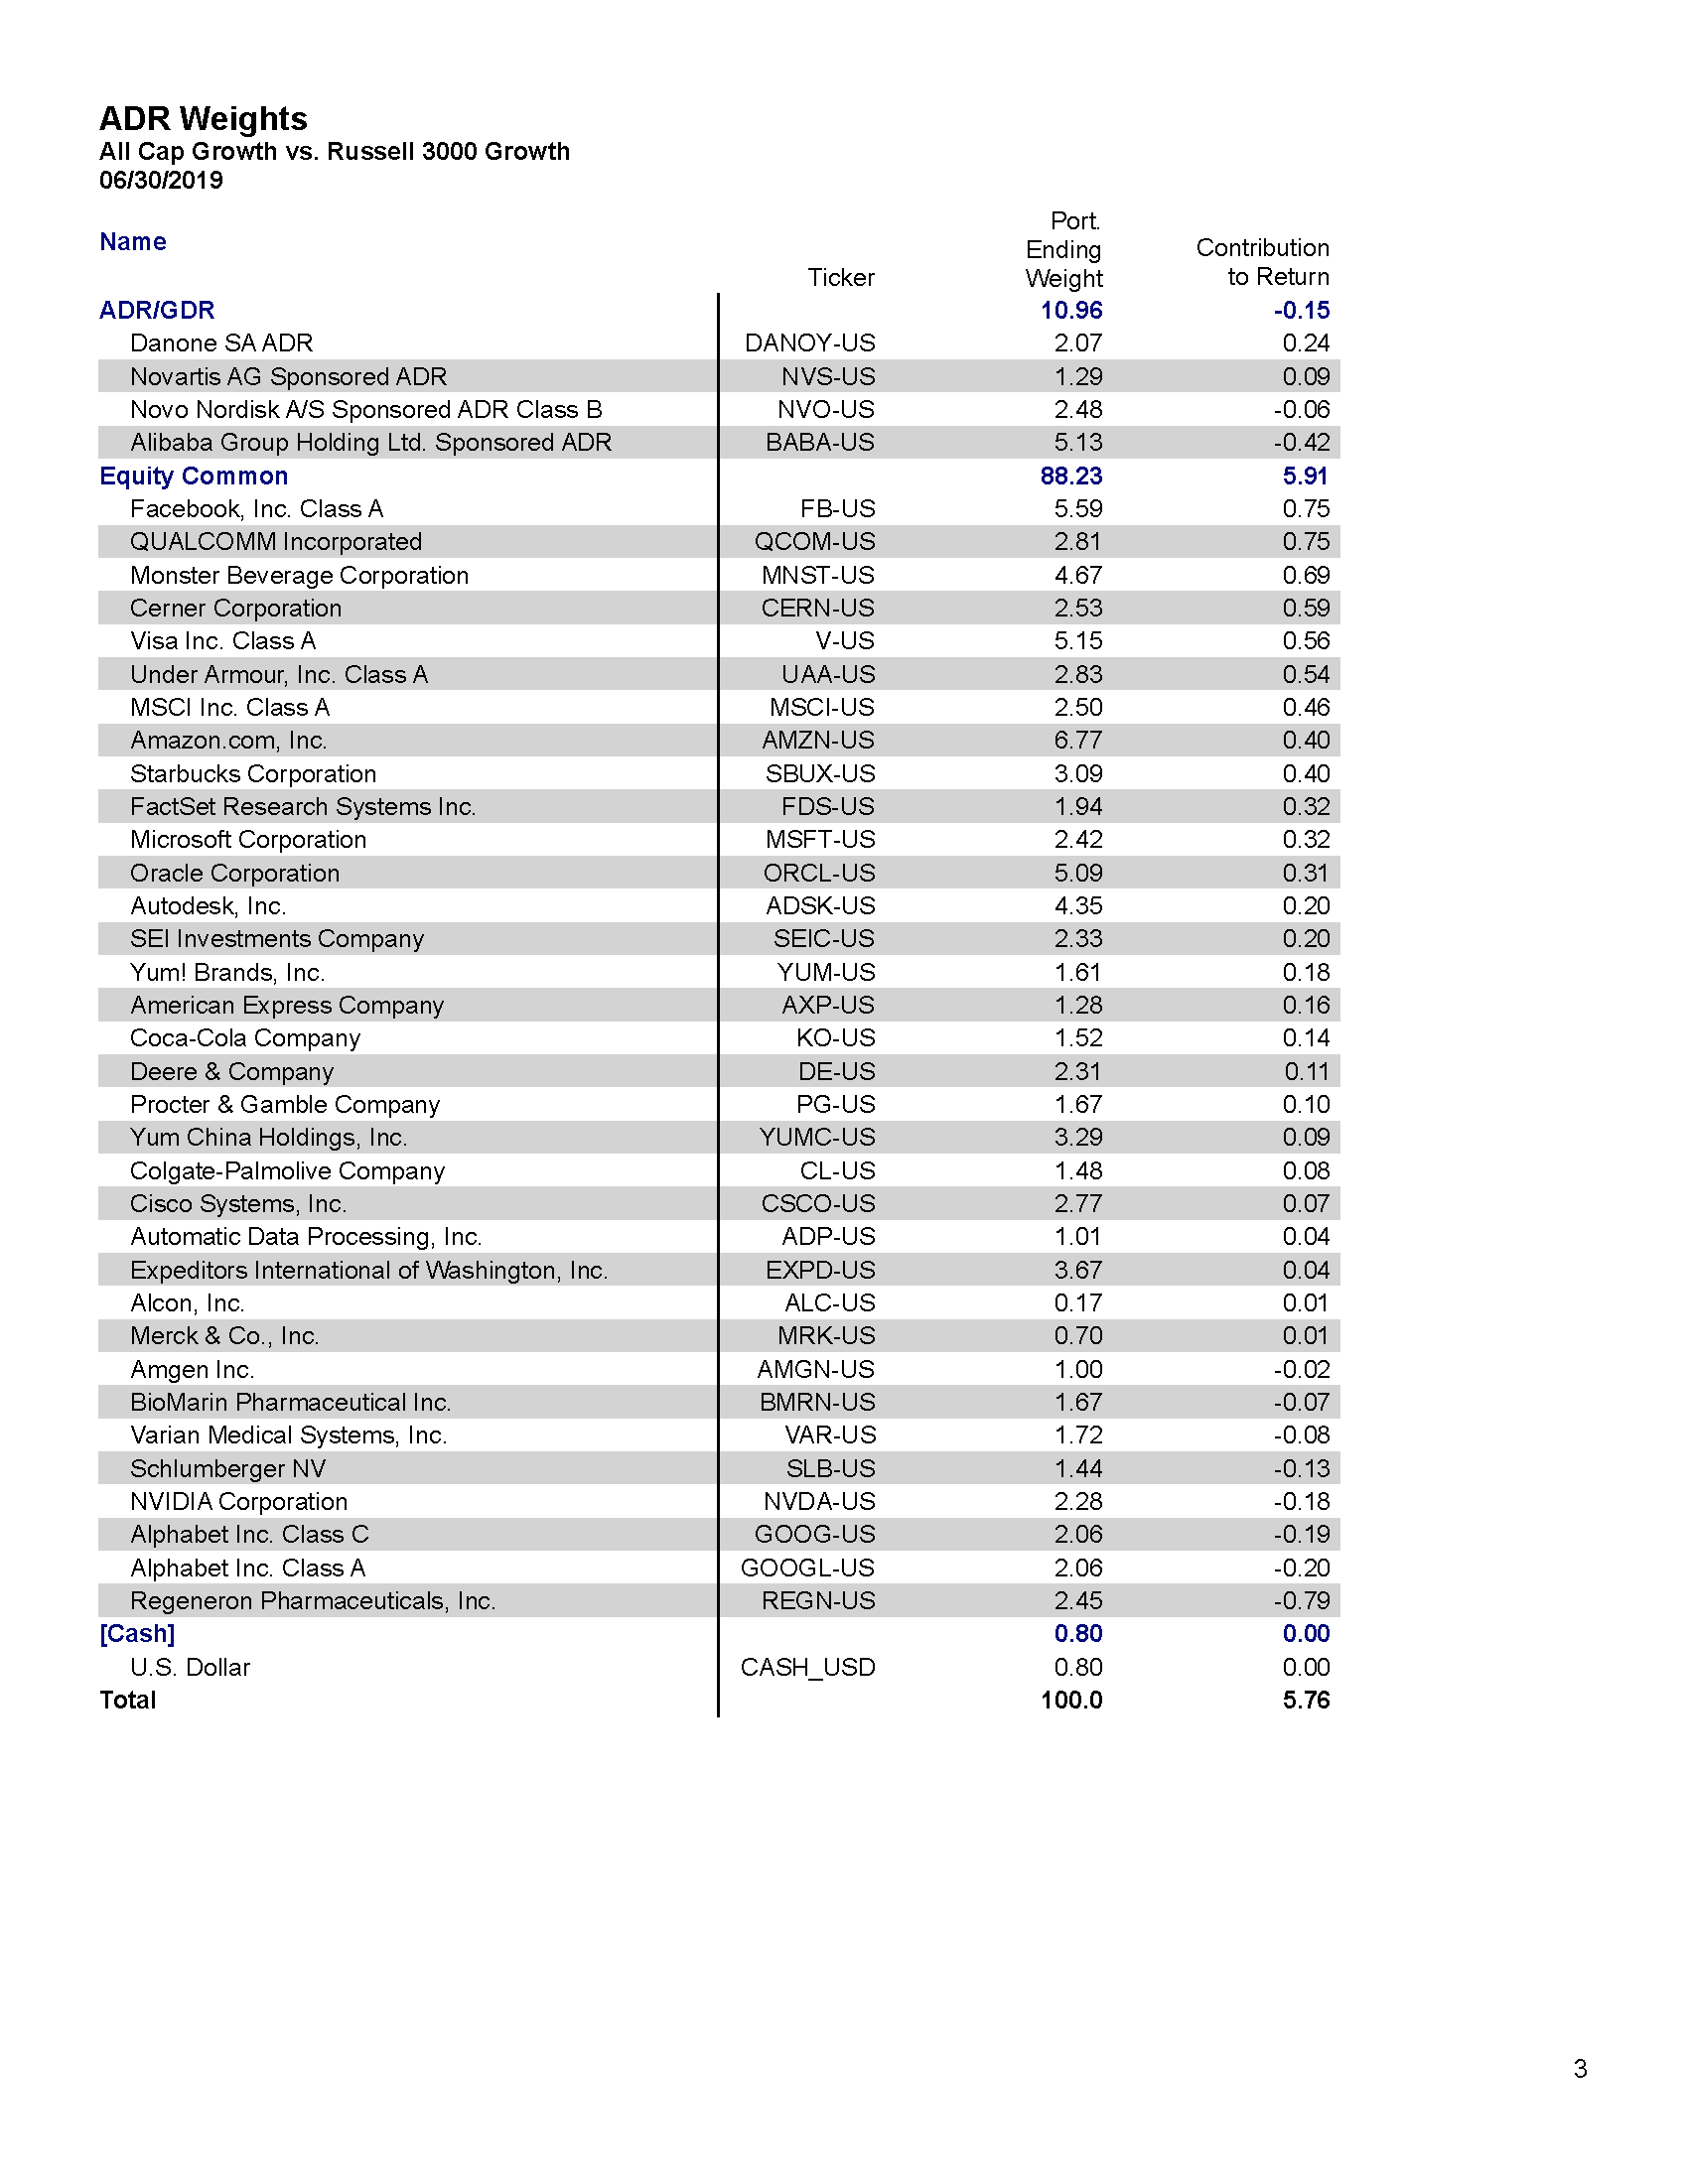 ADR Weights
All Cap Growth vs. Russell 3000 Growth
06/30/2019
Name Ticker Port. Ending Weight Contribution to Return
ADR/GDR 10.96 -0.15
Danone SA ADR DANOY-US 2.07 0.24
Novartis AG Sponsored ADR NVS-US 1.29 0.09
Novo Nordisk A/S Sponsored ADR Class B NVO-US 2.48 -0.06
Alibaba Group Holding Ltd. Sponsored ADR BABA-US 5.13 -0.42
Equity Common 88.23 5.91
Facebook, Inc. Class A FB-US 5.59 0.75
QUALCOMM Incorporated QCOM-US 2.81 0.75
Monster Beverage Corporation MNST-US 4.67 0.69
Cerner Corporation CERN-US 2.53 0.59
Visa Inc. Class A V-US 5.15 0.56
Under Armour, Inc. Class A UAA-US 2.83 0.54
MSCI Inc. Class A MSCI-US 2.50 0.46
Amazon.com, Inc. AMZN-US 6.77 0.40
Starbucks Corporation SBUX-US 3.09 0.40
FactSet Research Systems Inc. FDS-US 1.94 0.32
Microsoft Corporation MSFT-US 2.42 0.32
Oracle Corporation ORCL-US 5.09 0.31
Autodesk, Inc. ADSK-US 4.35 0.20
SEI Investments Company SEIC-US 2.33 0.20
Yum! Brands, Inc. YUM-US 1.61 0.18
American Express Company AXP-US 1.28 0.16
Coca-Cola Company KO-US 1.52 0.14
Deere & Company DE-US 2.31 0.11
Procter & Gamble Company PG-US 1.67 0.10
Yum China Holdings, Inc. YUMC-US 3.29 0.09
Colgate-Palmolive Company CL-US 1.48 0.08
Cisco Systems, Inc. CSCO-US 2.77 0.07
Automatic Data Processing, Inc. ADP-US 1.01 0.04
Expeditors International of Washington, Inc. EXPD-US 3.67 0.04
Alcon, Inc. ALC-US 0.17 0.01
Merck & Co., Inc. MRK-US 0.70 0.01
Amgen Inc. AMGN-US 1.00 -0.02
BioMarin Pharmaceutical Inc. BMRN-US 1.67 -0.07
Varian Medical Systems, Inc. VAR-US 1.72 -0.08
Schlumberger NV SLB-US 1.44 -0.13
NVIDIA Corporation NVDA-US 2.28 -0.18
Alphabet Inc. Class C GOOG-US 2.06 -0.19
Alphabet Inc. Class A GOOGL-US 2.06 -0.20
Regeneron Pharmaceuticals, Inc. REGN-US 2.45 -0.79
[Cash] 0.80 0.00
U.S. Dollar CASH_USD 0.80 0.00
Total 100.0 5.76
3